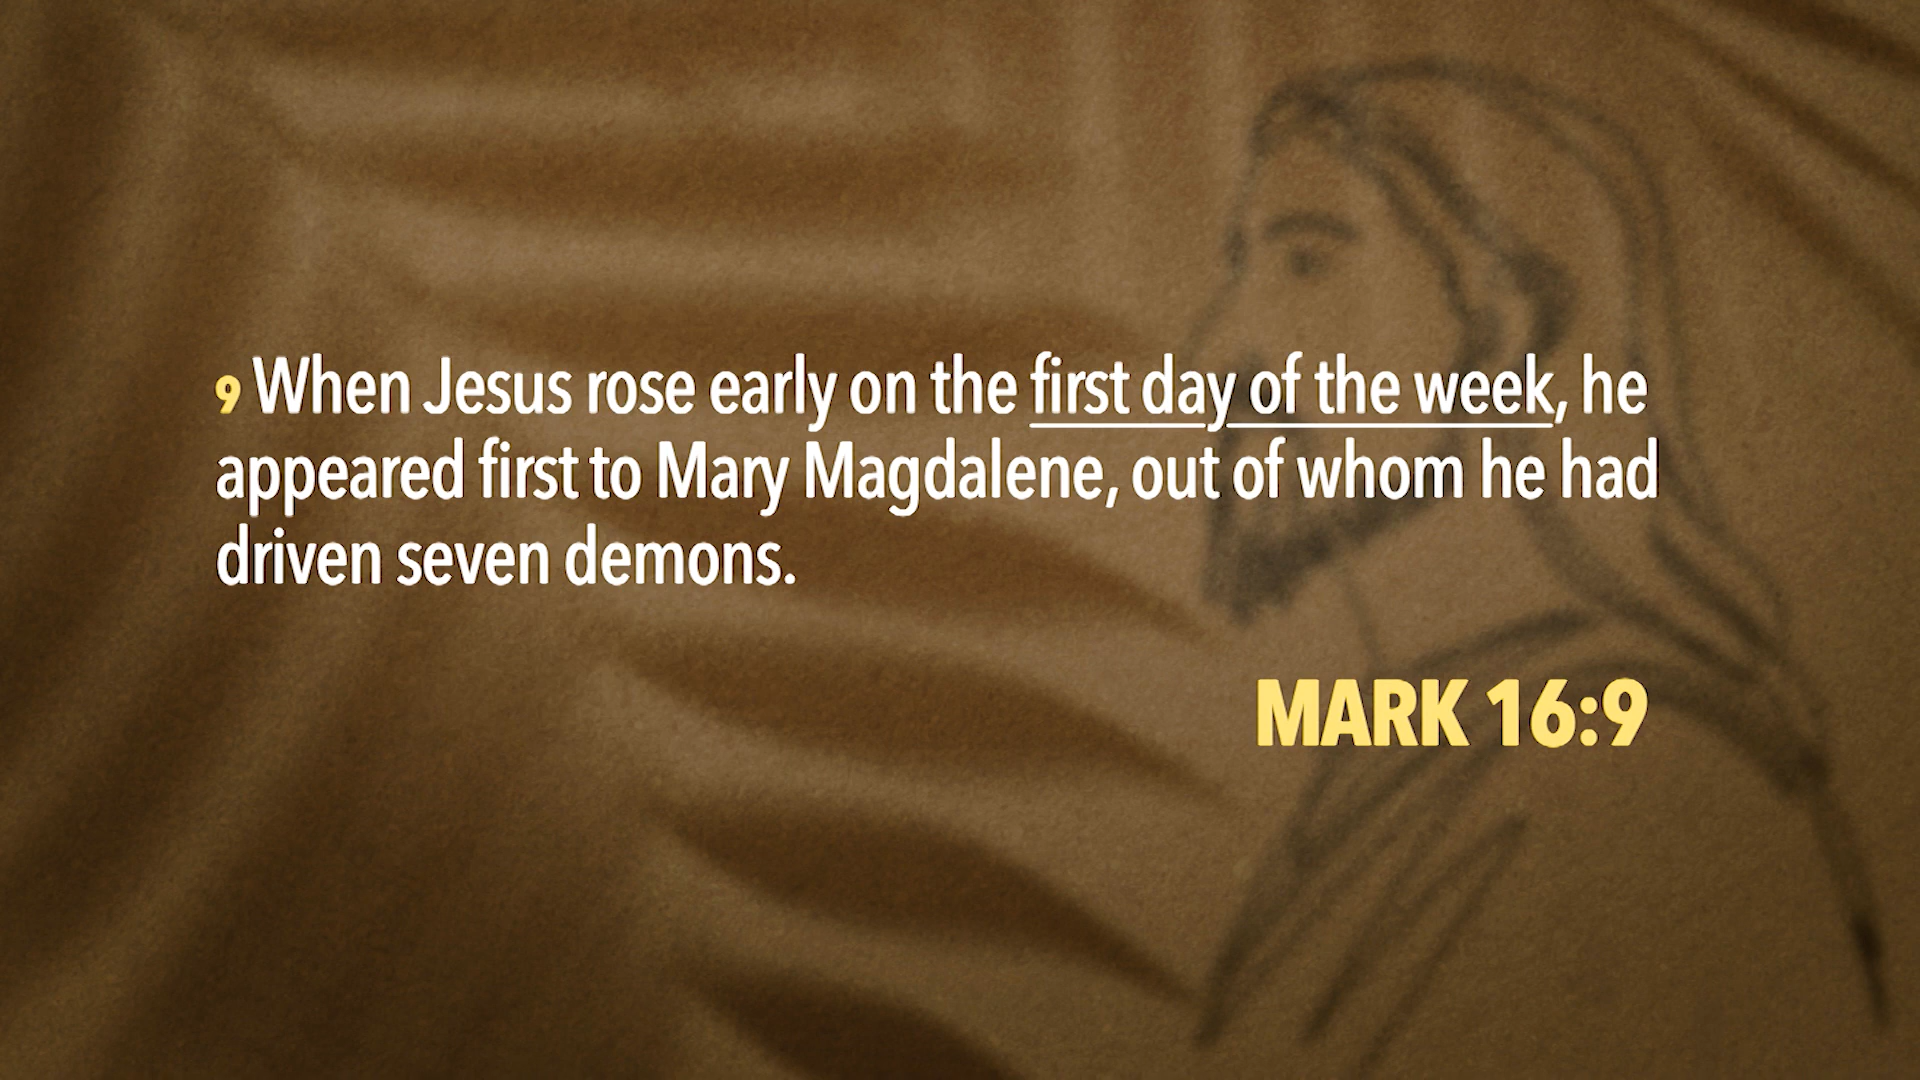 9 When Jesus rose early on the first day of the week, he
appeared first to Mary Magdalene, out of whom he had
driven seven demons.
MARK 16:9